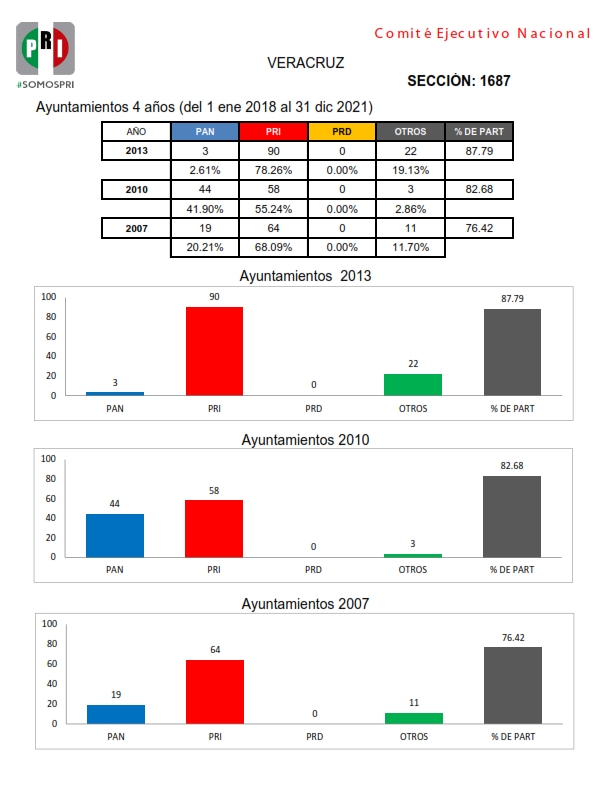 Comité Ejecutivo Nacional
PRI
#SOMOSPRI
VERACRUZ
SECCIÓN: 1687
Ayuntamientos 4 años (del 1 ene 2018 al 31 dic 2021)
AÑO PAN PRI PRD OTROS % DE PART
2013 3 90 0 22 87.79
2.61% 78.26% 0.00% 19.13%
2010 44 58 0 3 82.68
41.90% 55.24% 0.00% 2.86%
2007 19 64 0 11 76.42
20.21% 68.09% 0.00% 11.70%
Ayuntamientos 2013
100
80
60
40
20
0
3 90 0 22 87.79
PAN PRI PRD OTROS % DE PART
Ayuntamientos 2010
100
80
60
40
20
0
44 58 0 3 82.68
PAN PRI PRD OTROS % DE PART
Ayuntamientos 2007
100
80
60
40
20
0
19 64 0 11 76.42
PAN PRI PRD OTROS % DE PART